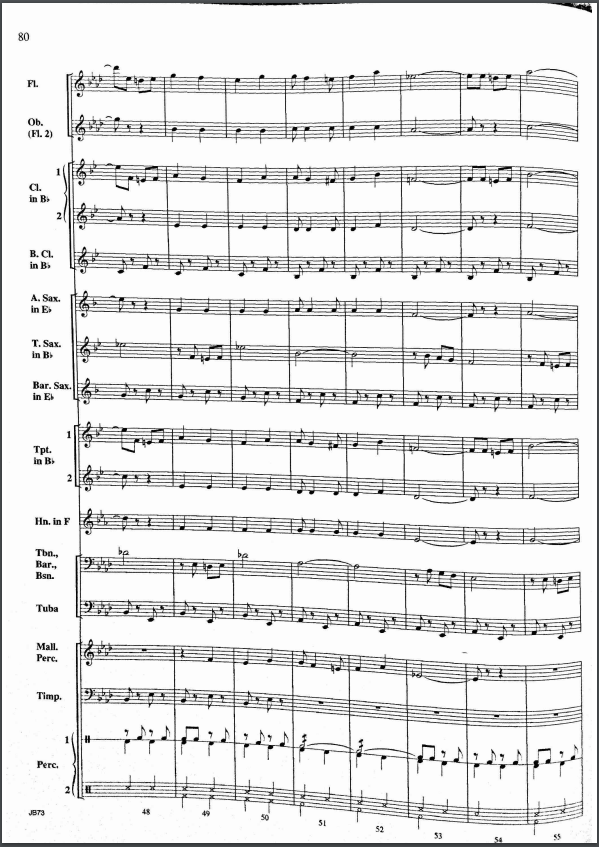 80
Fl.
Ob.
(Fl. 2)
1
Cl.
in B♭
2
B. Cl.
in B♭
A. Sax.
in E♭
T. Sax.
in B♭
Bar. Sax.
in E♭
1
Tpt.
in B♭
2
Hn. in F
Tbn.,
Bar.,
Bsn.
Tuba
Mall.
Perc.
Timp.
1
Perc.
2
JB73
48
49
50
51
52
53
54
55